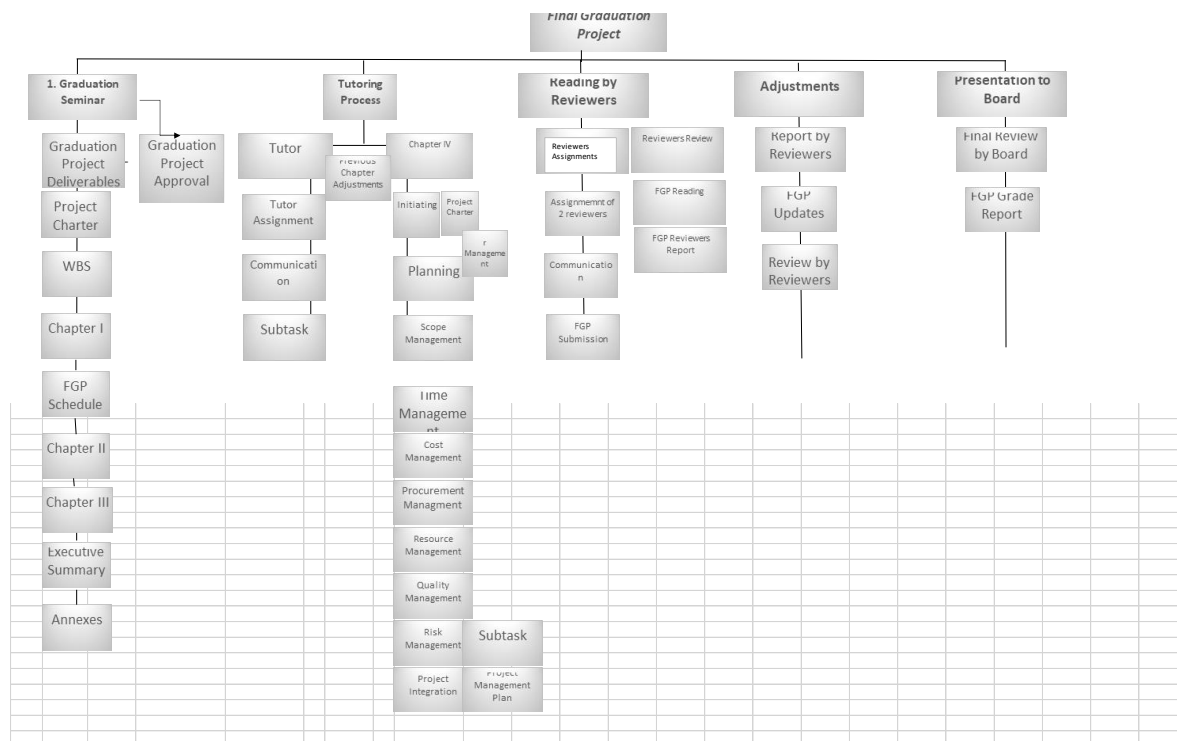 Final Graduation
Project
1. Graduation
Seminar
Graduation
Project
Deliverables
Graduation
Project
Approval
Project
Charter
WBS
Chapter I
FGP
Schedule
Chapter II
Chapter III
Executive
Summary
Annexes
Tutoring
Process
Tutor
Tutor
Assignment
Communicati
on
Subtask
Previous
Chapter
Adjustments
Chapter IV
Initiating
Project
Charter
r
Manageme
nt
Planning
Scope
Management
Time
Manageme
nt
Cost
Management
Procurement
Managment
Resource
Management
Quality
Management
Risk
Management
Subtask
Project
Integration
Project
Management
Plan
Reading by
Reviewers
Reviewers
Assignments
Assignmemnt of
2 reviewers
Communicatio
n
FGP
Submission
Reviewers Review
FGP Reading
FGP Reviewers
Report
Adjustments
Report by
Reviewers
FGP
Updates
Review by
Reviewers
Presentation to
Board
Final Review
by Board
FGP Grade
Report